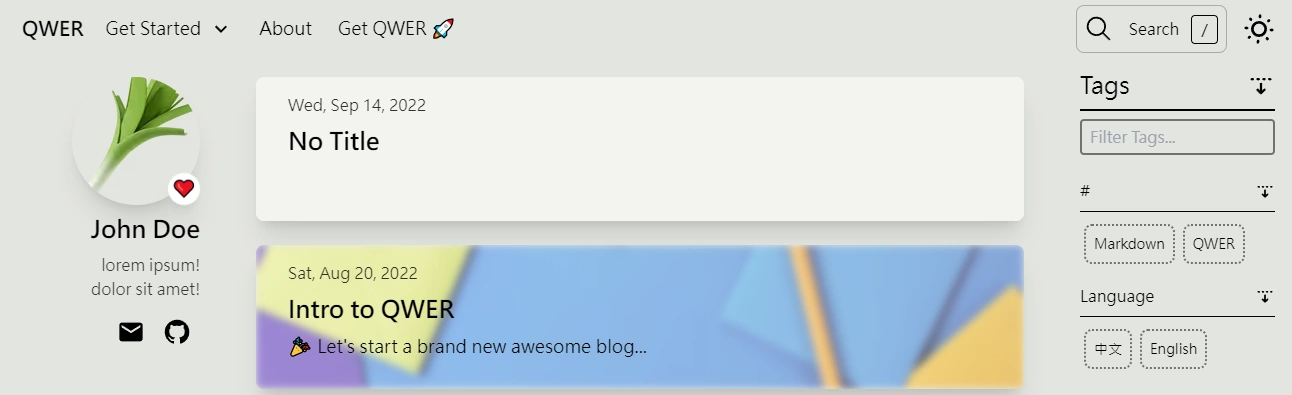 QWER Get Started About Get QWER 🚀 Search /
John Doe
lorem ipsum!
dolor sit amet!
Wed, Sep 14, 2022
No Title
Sat, Aug 20, 2022
Intro to QWER
🎉 Let's start a brand new awesome blog...
Tags
Filter Tags...
#
Markdown QWER
Language
中文 English